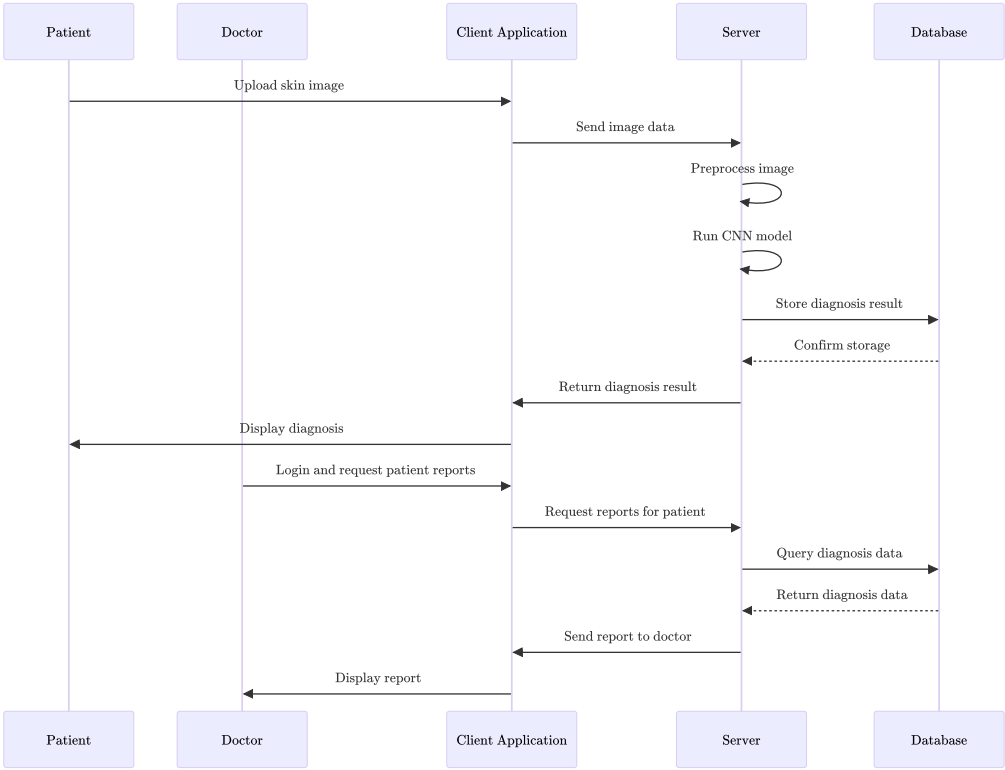 Patient
Doctor
Client Application
Server
Database
Upload skin image
Send image data
Preprocess image
Run CNN model
Store diagnosis result
Confirm storage
Return diagnosis result
Display diagnosis
Login and request patient reports
Request reports for patient
Query diagnosis data
Return diagnosis data
Send report to doctor
Display report
Patient
Doctor
Client Application
Server
Database